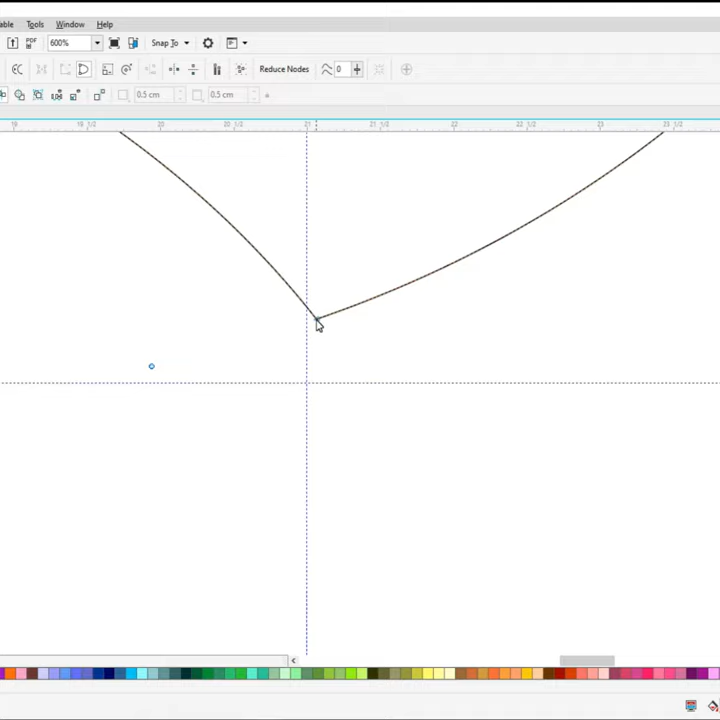 able Tools Window Help
PDF 600% Snap To
Reduce Nodes 0
0.5 cm 0.5 cm
19 19 1/2 20 20 1/2 21 21 1/2 22 22 1/2 23 23 1/2